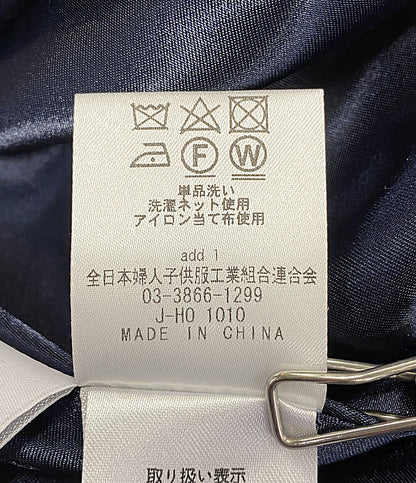 F W
単品洗い
洗濯ネット使用
アイロン当て布使用
add 1
全日本婦人子供服工業組合連合会
03-3866-1299
J-HO 1010
MADE IN CHINA
取り扱い表示